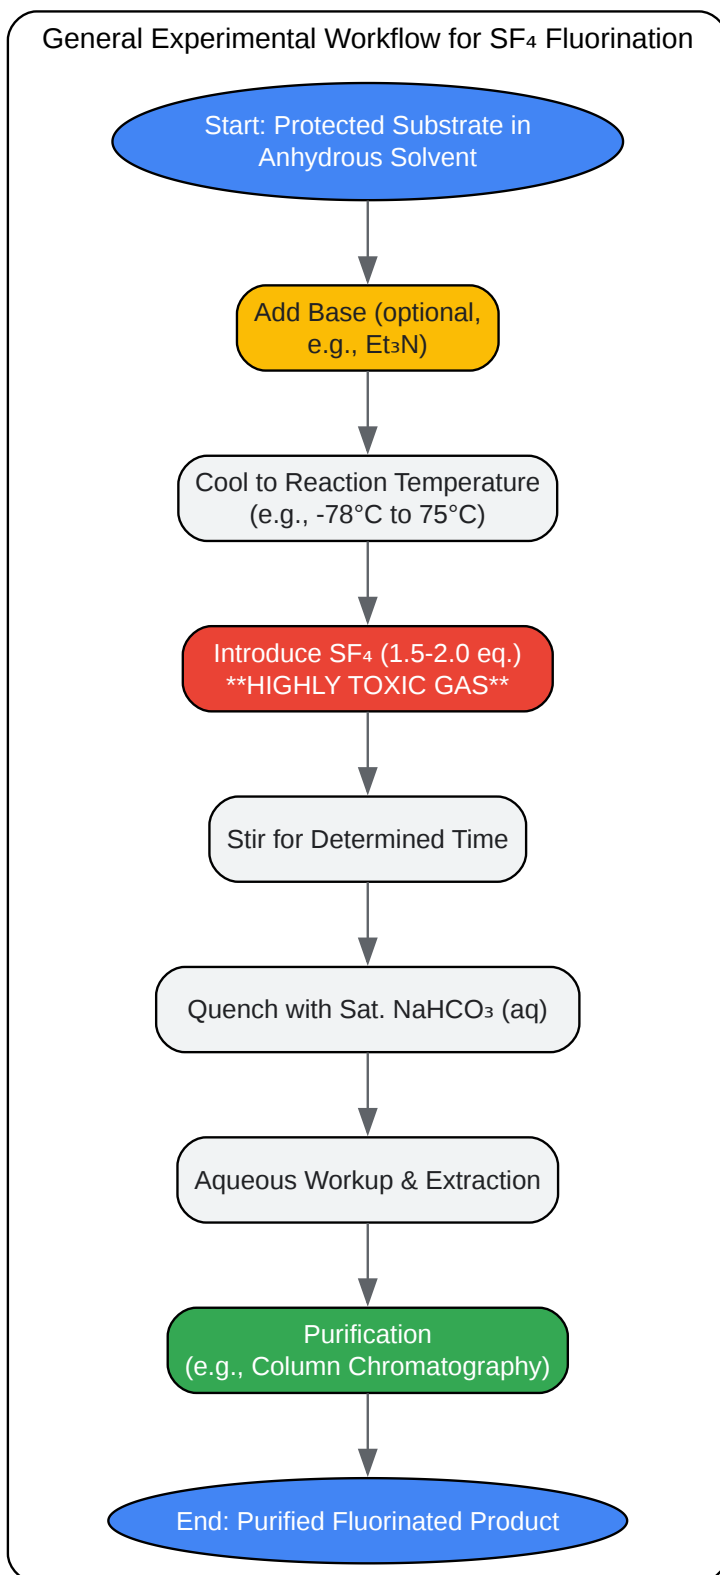 General Experimental Workflow for SF₄ Fluorination
Start: Protected Substrate in
Anhydrous Solvent
Add Base (optional,
e.g., Et₃N)
Cool to Reaction Temperature
(e.g., -78°C to 75°C)
Introduce SF₄ (1.5-2.0 eq.)
**HIGHLY TOXIC GAS**
Stir for Determined Time
Quench with Sat. NaHCO₃ (aq)
Aqueous Workup & Extraction
Purification
(e.g., Column Chromatography)
End: Purified Fluorinated Product